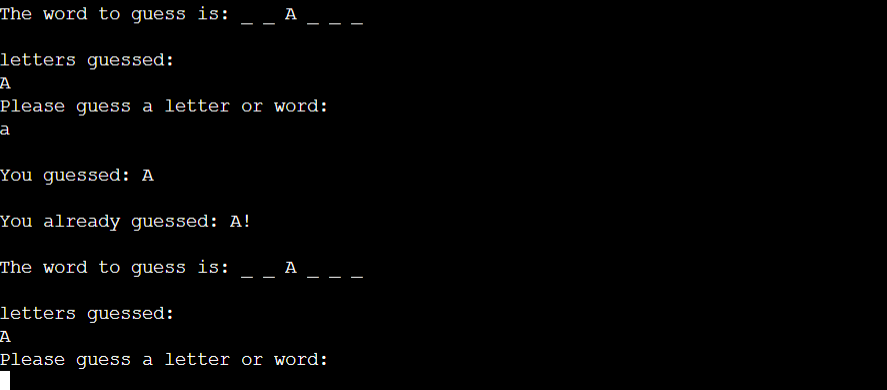 The word to guess is: _ _ A _ _ _
letters guessed:
A
Please guess a letter or word:
a
You guessed: A
You already guessed: A!
The word to guess is: _ _ A _ _ _
letters guessed:
A
Please guess a letter or word: